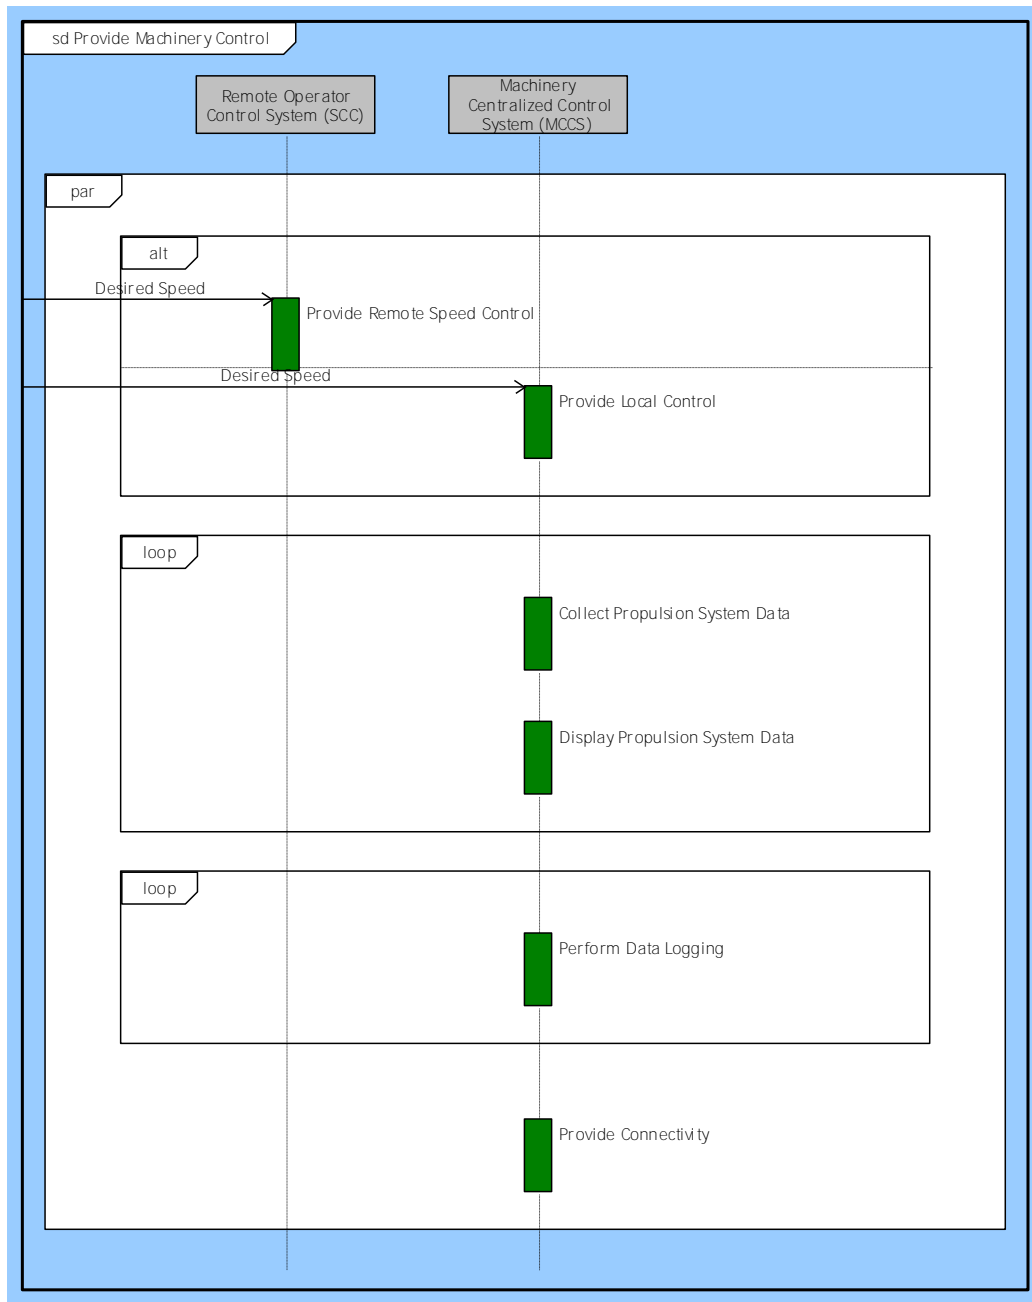 sd Provide Machinery Control
Remote Operator
Control System (SCC)
Machinery
Centralized Control
System (MCCS)
par
alt
Desired Speed
Provide Remote Speed Control
Desired Speed
Provide Local Control
loop
Collect Propulsion System Data
Display Propulsion System Data
loop
Perform Data Logging
Provide Connectivity